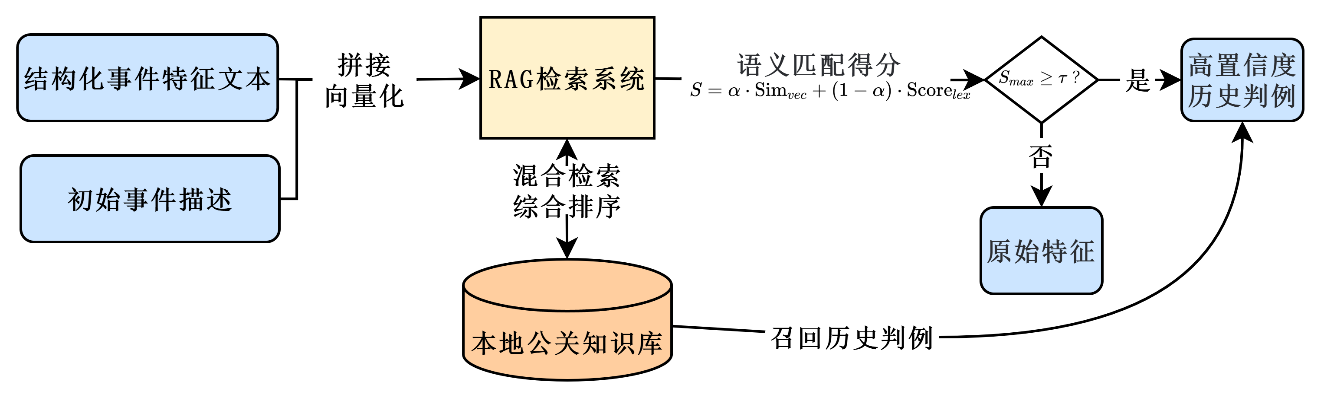 结构化事件特征文本
初始事件描述
拼接
向量化
RAG检索系统
混合检索
综合排序
本地公关知识库
语义匹配得分
S = α · Sim_vec + (1 − α) · Score_lex
S_max ≥ τ ?
是
高置信度
历史判例
否
原始特征
召回历史判例